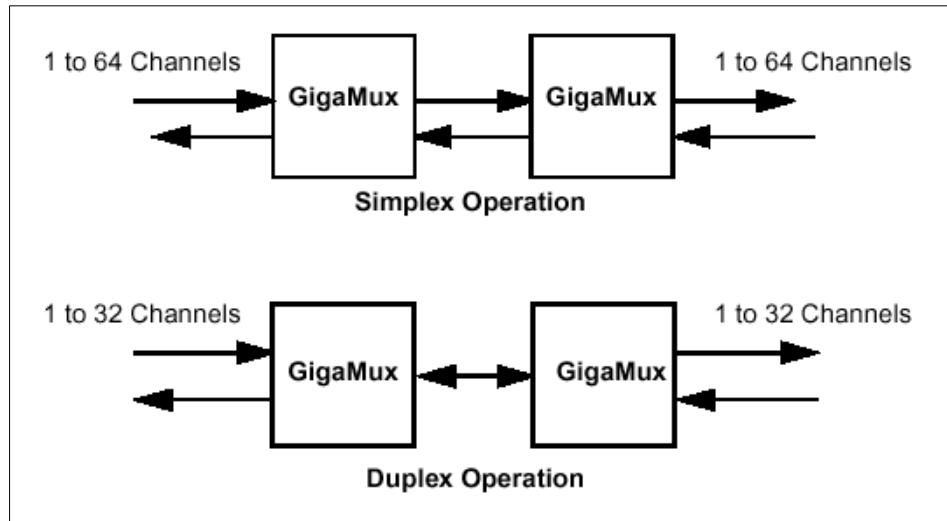 1 to 64 Channels
1 to 64 Channels
GigaMux
GigaMux
Simplex Operation
1 to 32 Channels
1 to 32 Channels
GigaMux
GigaMux
Duplex Operation